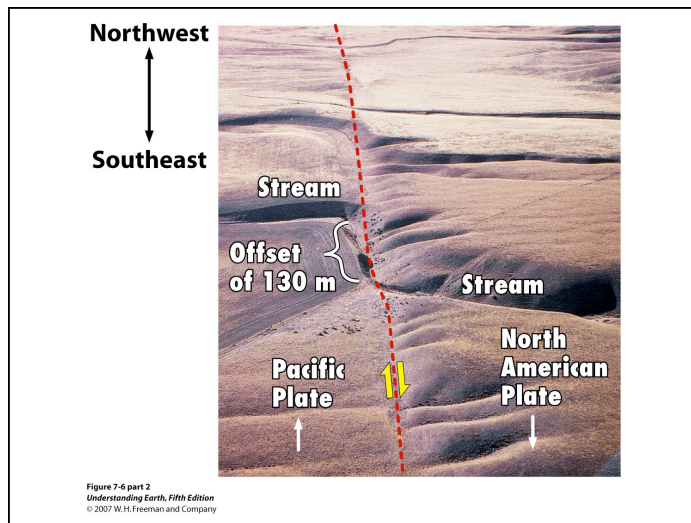 Northwest
Southeast
Stream
Offset
of 130 m
Stream
Pacific
Plate
North
American
Plate
Figure 7-6 part 2
Understanding Earth, Fifth Edition
© 2007 W. H. Freeman and Company